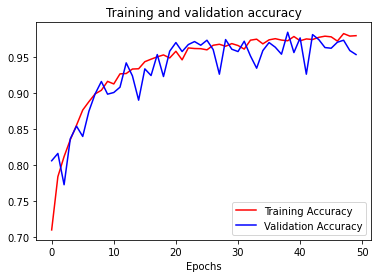 Training and validation accuracy
0.95
0.90
0.85
0.80
0.75
0.70
Training Accuracy
Validation Accuracy
0 10 20 30 40 50
Epochs